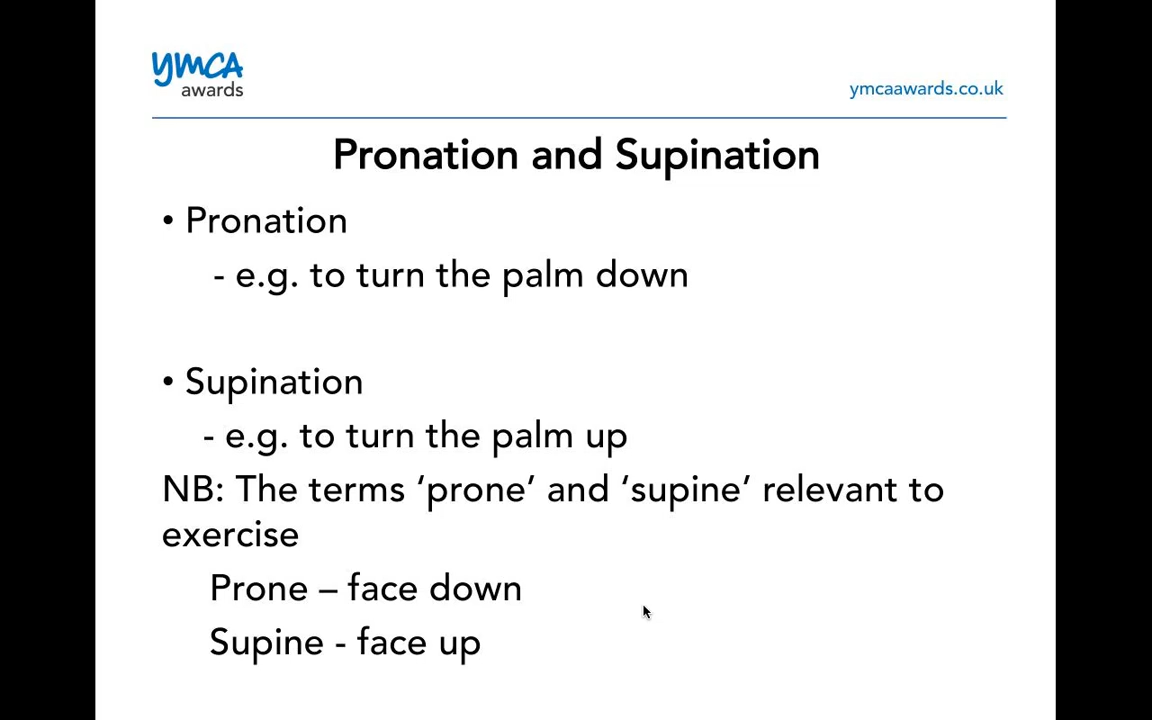 ymca
awards
ymcaawards.co.uk
Pronation and Supination
• Pronation
- e.g. to turn the palm down
• Supination
- e.g. to turn the palm up
NB: The terms ‘prone’ and ‘supine’ relevant to
exercise
Prone – face down
Supine - face up